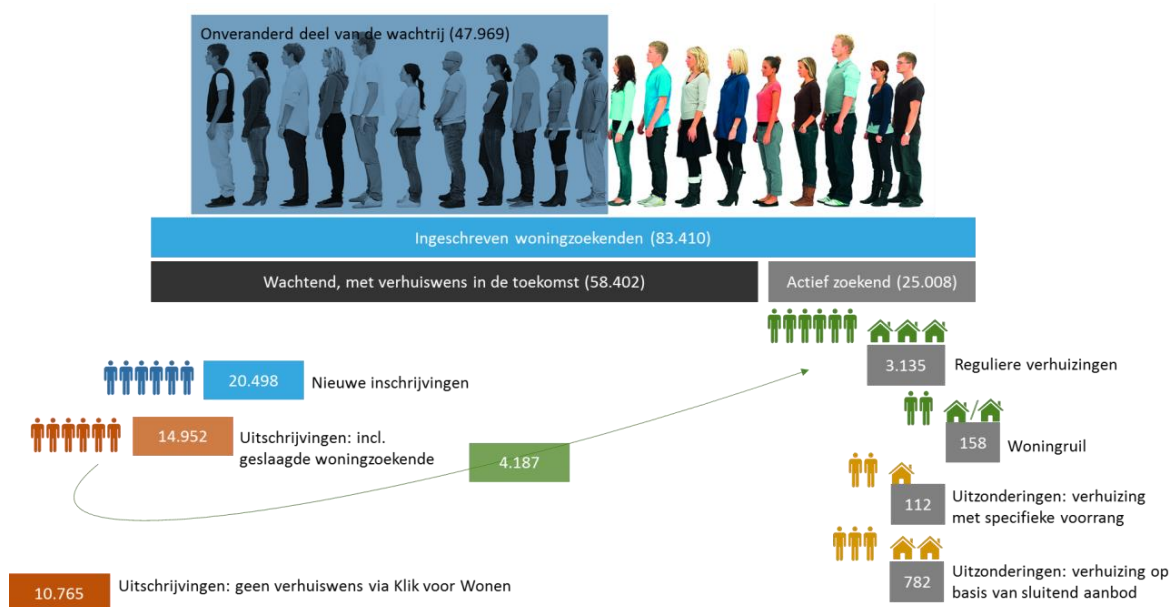 Onveranderd deel van de wachtrij (47.969)
Ingeschreven woningzoekenden (83.410)
Wachtend, met verhuiswens in de toekomst (58.402)
Actief zoekend (25.008)
3.135
Reguliere verhuizingen
20.498
Nieuwe inschrijvingen
14.952
Uitschrijvingen: incl.
geslaagde woningzoekende
4.187
158
Woningruil
112
Uitzonderingen: verhuizing
met specifieke voorrang
782
Uitzonderingen: verhuizing op
basis van sluitend aanbod
10.765
Uitschrijvingen: geen verhuiswens via Klik voor Wonen